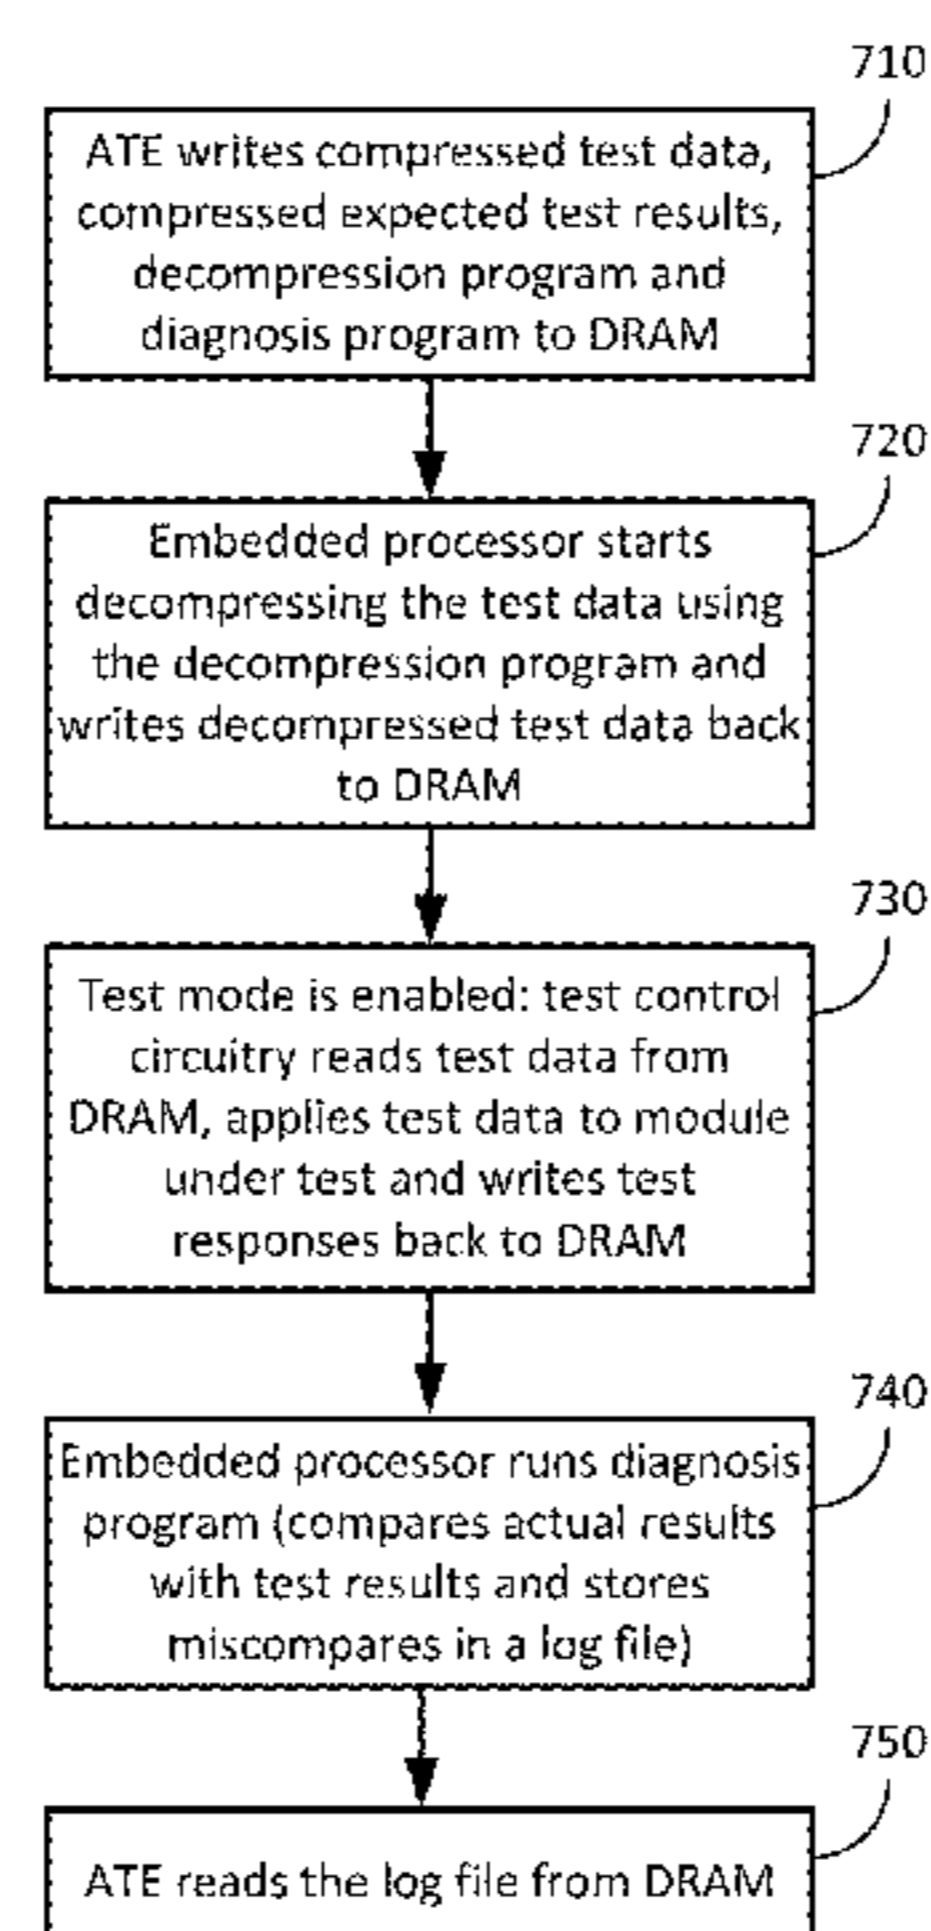 710
ATE writes compressed test data,
compressed expected test results,
decompression program and
diagnosis program to DRAM
720
Embedded processor starts
decompressing the test data using
the decompression program and
writes decompressed test data back
to DRAM
730
Test mode is enabled: test control
circuitry reads test data from
DRAM, applies test data to module
under test and writes test
responses back to DRAM
740
Embedded processor runs diagnosis
program (compares actual results
with test results and stores
miscompares in a log file)
750
ATE reads the log file from DRAM